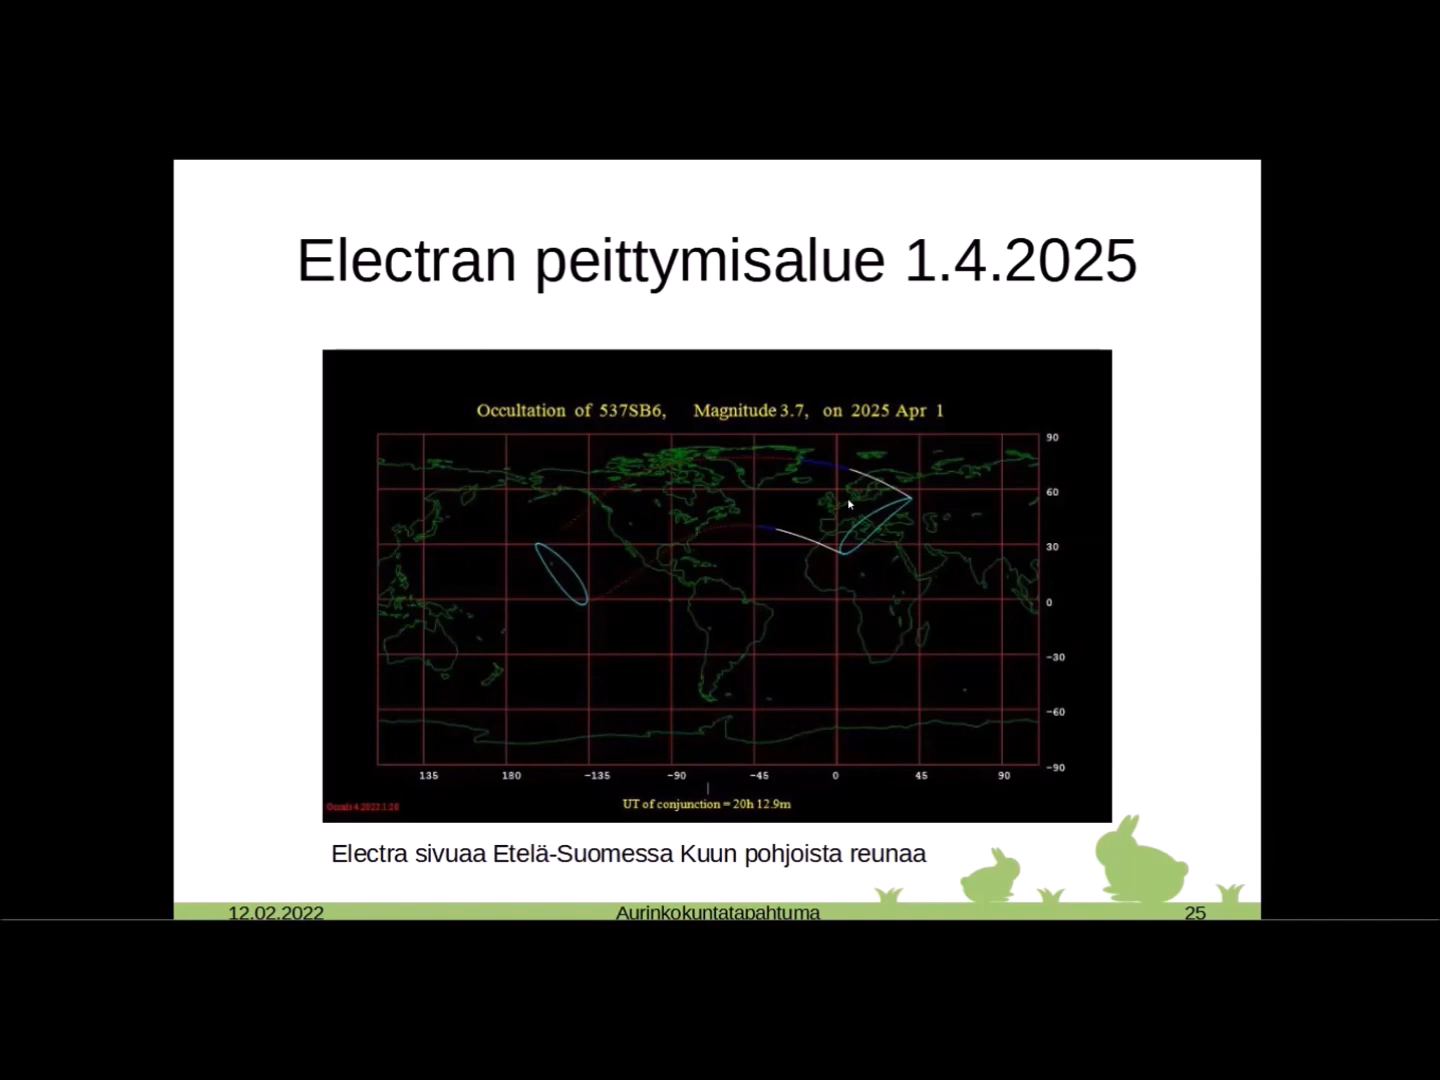 Electran peittymisalue 1.4.2025
Occultation of 537SB6, Magnitude 3.7, on 2025 Apr 1
90
60
30
0
-30
-60
-90
135 180 -135 -90 -45 0 45 90
UT of conjunction = 20h 12.9m
Electra sivuaa Etelä-Suomessa Kuun pohjoista reunaa
12.02.2022 Aurinkokuntatapahtuma 25